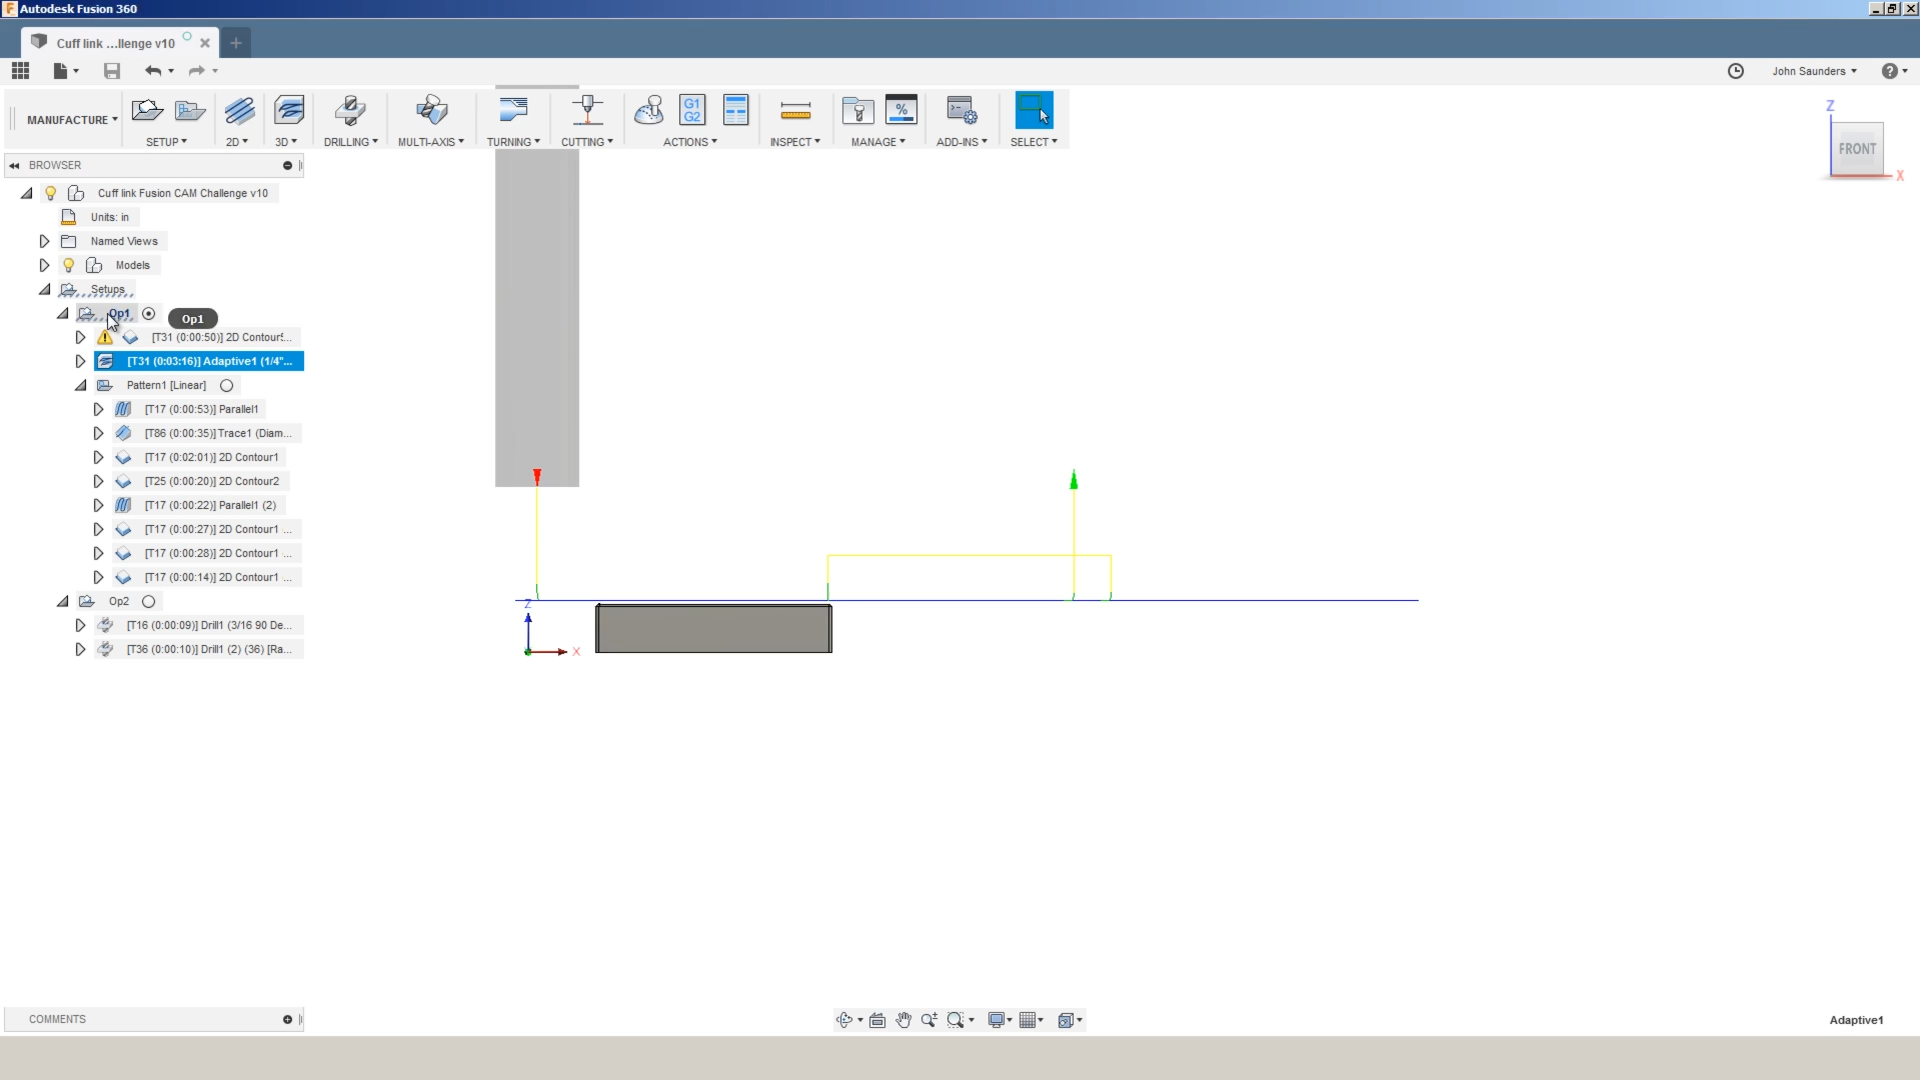 Autodesk Fusion 360
Cuff link ...llenge v10
John Saunders
MANUFACTURE
SETUP
2D
3D
DRILLING
MULTI-AXIS
TURNING
CUTTING
G1
G2
ACTIONS
INSPECT
%
MANAGE
ADD-INS
SELECT
Z
FRONT
X
BROWSER
Cuff link Fusion CAM Challenge v10
Units: in
Named Views
Models
Setups
Op1
Op1
[T31 (0:00:50)] 2D Contour...
[T31 (0:03:16)] Adaptive1 (1/4"...
Pattern1 [Linear]
[T17 (0:00:53)] Parallel1
[T86 (0:00:35)] Trace1 (Diam...
[T17 (0:02:01)] 2D Contour1
[T25 (0:00:20)] 2D Contour2
[T17 (0:00:22)] Parallel1 (2)
[T17 (0:00:27)] 2D Contour1 ...
[T17 (0:00:28)] 2D Contour1 ...
[T17 (0:00:14)] 2D Contour1 ...
Op2
[T16 (0:00:09)] Drill1 (3/16 90 De...
[T36 (0:00:10)] Drill1 (2) (36) [Ra...
Z
X
COMMENTS
Adaptive1